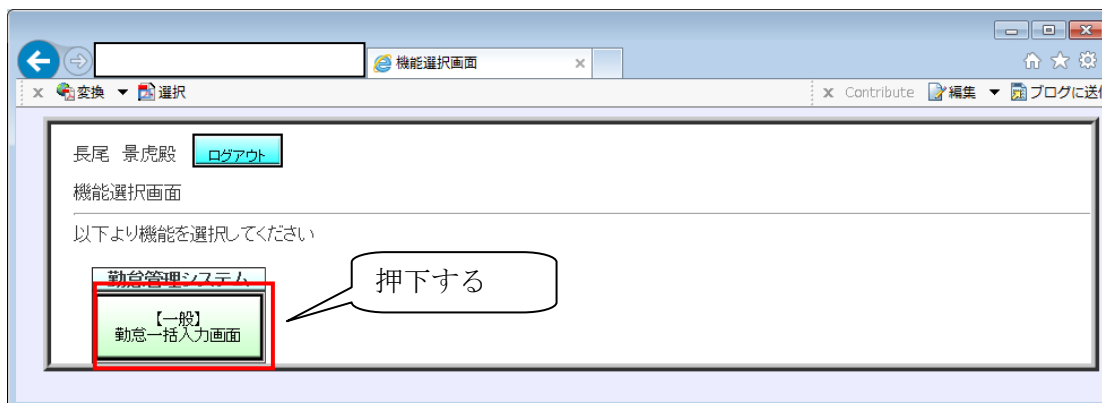 機能選択画面
x 変換 ▼ 選択
x Contribute 編集 ▼ ブログに送
長尾 景虎殿 ログアウト
機能選択画面
以下より機能を選択してください
勤怠管理システム
押下する
【一般】
勤怠一括入力画面